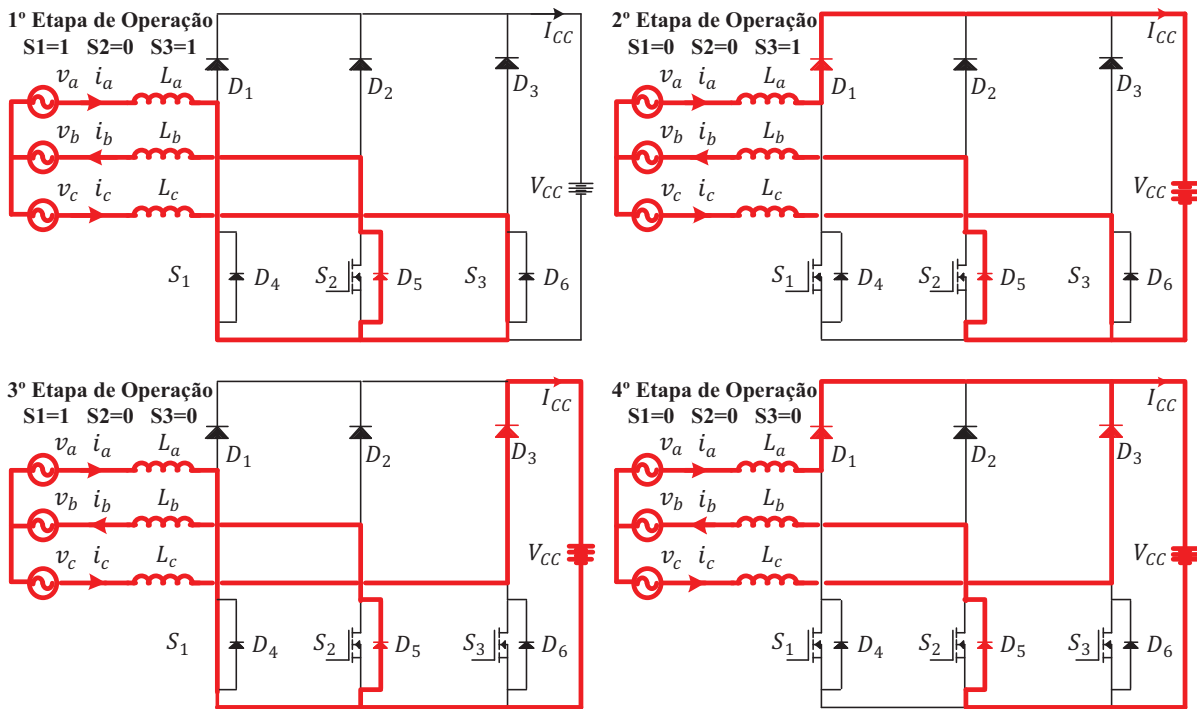 1º Etapa de Operação
S1=1 S2=0 S3=1
I_CC
v_a i_a L_a
D_1 D_2 D_3
v_b i_b L_b
v_c i_c L_c
V_CC
S_1 D_4 S_2 D_5 S_3 D_6
2º Etapa de Operação
S1=0 S2=0 S3=1
I_CC
v_a i_a L_a
D_1 D_2 D_3
v_b i_b L_b
v_c i_c L_c
V_CC
S_1 D_4 S_2 D_5 S_3 D_6
3º Etapa de Operação
S1=1 S2=0 S3=0
I_CC
v_a i_a L_a
D_1 D_2 D_3
v_b i_b L_b
v_c i_c L_c
V_CC
S_1 D_4 S_2 D_5 S_3 D_6
4º Etapa de Operação
S1=0 S2=0 S3=0
I_CC
v_a i_a L_a
D_1 D_2 D_3
v_b i_b L_b
v_c i_c L_c
V_CC
S_1 D_4 S_2 D_5 S_3 D_6